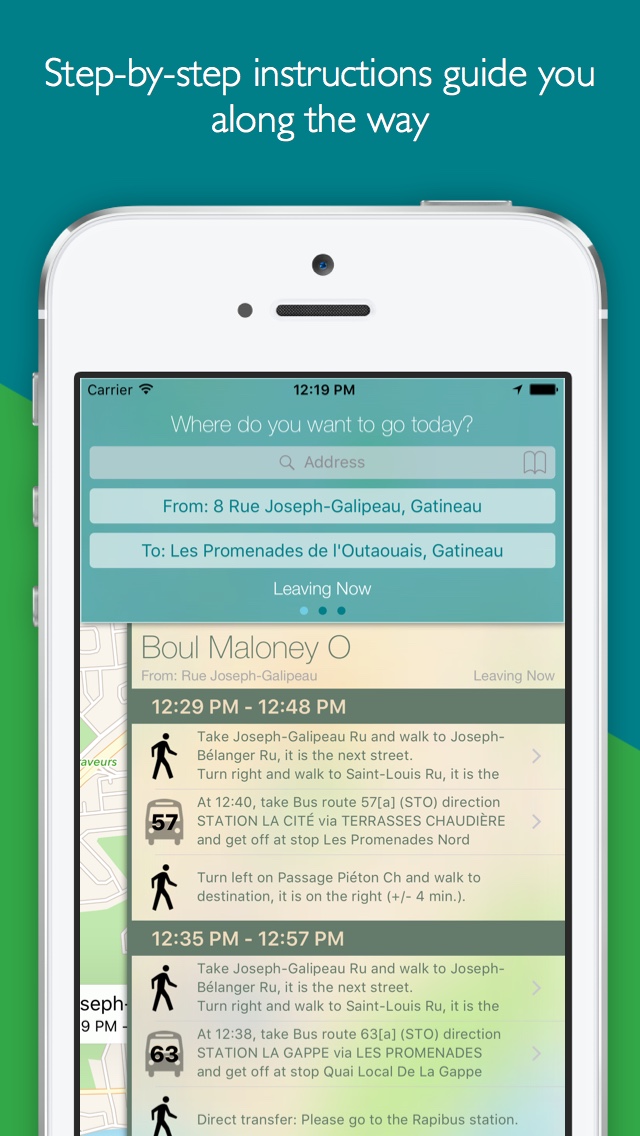 Step-by-step instructions guide you
along the way
Carrier 12:19 PM
Where do you want to go today?
Address
From: 8 Rue Joseph-Galipeau, Gatineau
To: Les Promenades de l'Outaouais, Gatineau
Leaving Now
Boul Maloney O
From: Rue Joseph-Galipeau Leaving Now
12:29 PM - 12:48 PM
Take Joseph-Galipeau Ru and walk to Joseph-
Bélanger Ru, it is the next street.
Turn right and walk to Saint-Louis Ru, it is the
aveurs
57
At 12:40, take Bus route 57[a] (STO) direction
STATION LA CITÉ via TERRASSES CHAUDIÈRE
and get off at stop Les Promenades Nord
Turn left on Passage Piéton Ch and walk to
destination, it is on the right (+/- 4 min.).
12:35 PM - 12:57 PM
Take Joseph-Galipeau Ru and walk to Joseph-
Bélanger Ru, it is the next street.
Turn right and walk to Saint-Louis Ru, it is the
seph-
9 PM -
63
At 12:38, take Bus route 63[a] (STO) direction
STATION LA GAPPE via LES PROMENADES
and get off at stop Quai Local De La Gappe
Direct transfer: Please go to the Rapibus station.